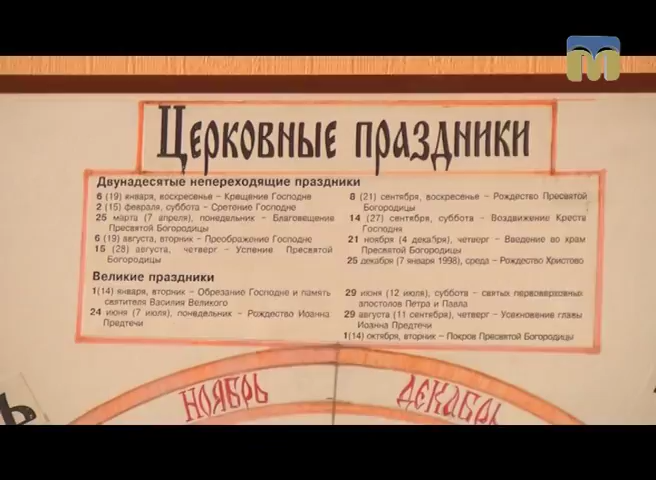 Церковные праздники
Двунадесятые непереходящие праздники
6 (19) января, воскресенье – Крещение Господне
2 (15) февраля, суббота – Сретение Господне
25 марта (7 апреля), понедельник – Благовещение
Пресвятой Богородицы
6 (19) августа, вторник – Преображение Господне
15 (28) августа, четверг – Успение Пресвятой
Богородицы
8 (21) сентября, воскресенье – Рождество Пресвятой
Богородицы
14 (27) сентября, суббота – Воздвижение Креста
Господня
21 ноября (4 декабря), четверг – Введение во храм
Пресвятой Богородицы
25 декабря (7 января 1998), среда – Рождество Христово
Великие праздники
1(14) января, вторник – Обрезание Господне и память
святителя Василия Великого
24 июня (7 июля), понедельник – Рождество Иоанна
Предтечи
29 июня (12 июля), суббота – святых первоверховных
апостолов Петра и Павла
29 августа (11 сентября), четверг – Усекновение главы
Иоанна Предтечи
1(14) октября, вторник – Покров Пресвятой Богородицы
НОЯБРЬ
ДЕКАБРЬ